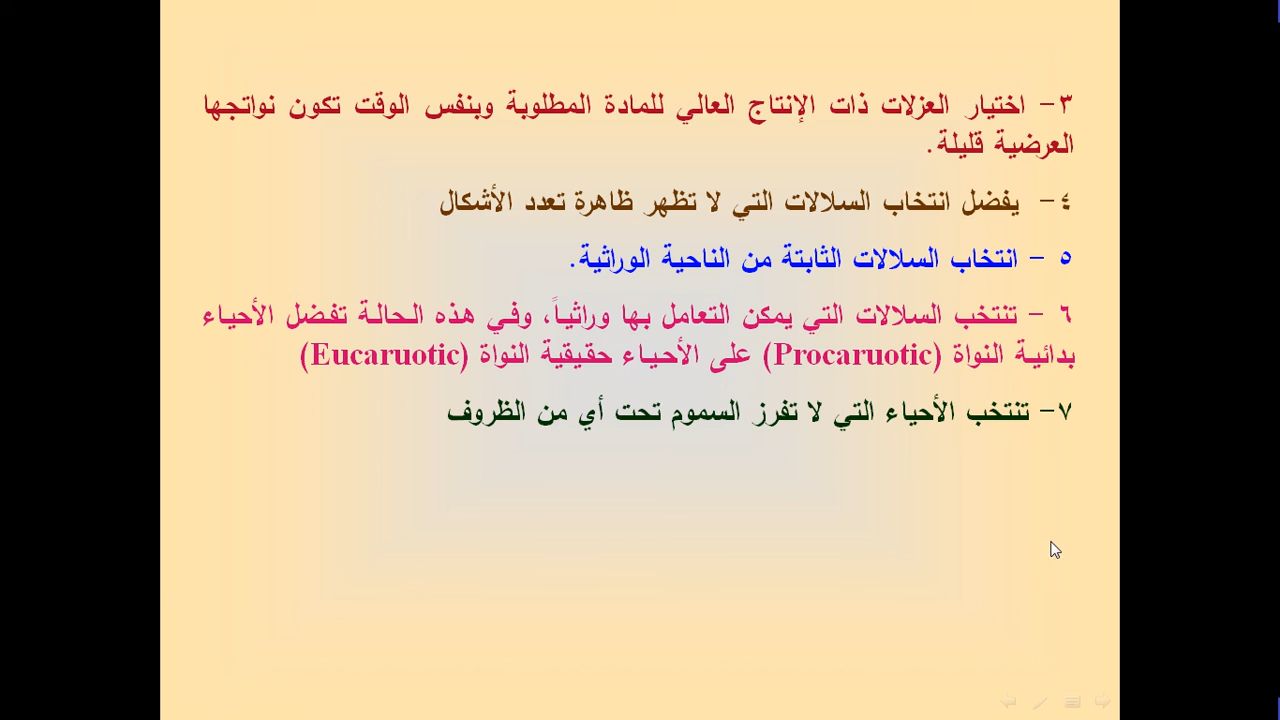 ٣- اختيار العزلات ذات الإنتاج العالي للمادة المطلوبة وبنفس الوقت تكون نواتجها
العرضية قليلة.
٤- يفضل انتخاب السلالات التي لا تظهر ظاهرة تعدد الأشكال
٥ - انتخاب السلالات الثابتة من الناحية الوراثية.
٦ - تنتخب السلالات التي يمكن التعامل بها وراثياً، وفي هذه الحالة تفضل الأحياء
بدائية النواة (Procaruotic) على الأحياء حقيقية النواة (Eucaruotic)
٧- تنتخب الأحياء التي لا تفرز السموم تحت أي من الظروف